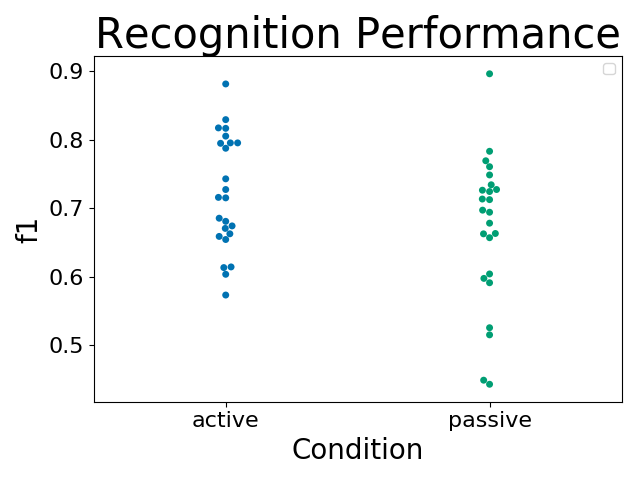 Recognition Performance
f1
0.9
0.8
0.7
0.6
0.5
active
passive
Condition